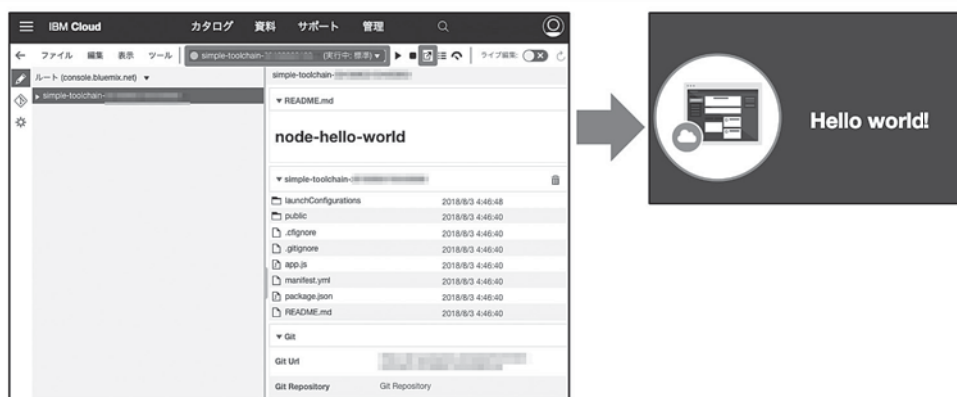 IBM Cloud カタログ 資料 サポート 管理
ファイル 編集 表示 ツール simple-toolchain- (実行中: 標準) ライブ編集:
ルート (console.bluemix.net)
simple-toolchain-
simple-toolchain-
README.md
node-hello-world
simple-toolchain-
launchConfigurations 2018/8/3 4:46:48
public 2018/8/3 4:46:40
.cfignore 2018/8/3 4:46:40
.gitignore 2018/8/3 4:46:40
app.js 2018/8/3 4:46:40
manifest.yml 2018/8/3 4:46:40
package.json 2018/8/3 4:46:40
README.md 2018/8/3 4:46:40
Git
Git Url
Git Repository Git Repository
Hello world!